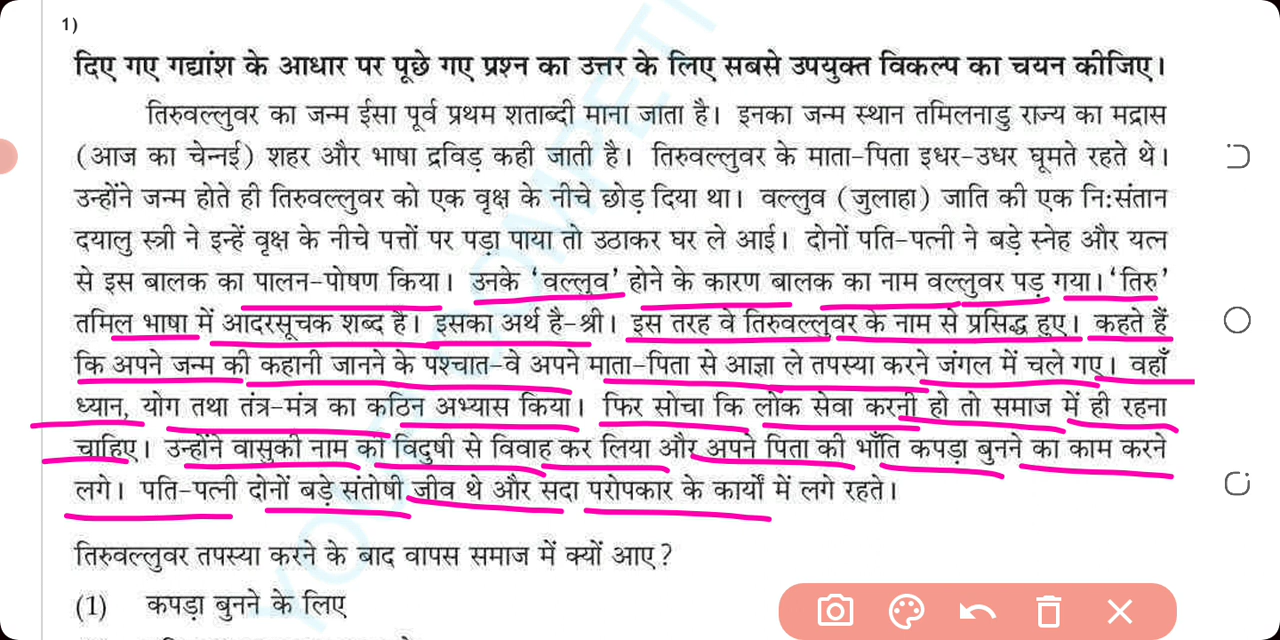 1)
दिए गए गद्यांश के आधार पर पूछे गए प्रश्न का उत्तर के लिए सबसे उपयुक्त विकल्प का चयन कीजिए।
तिरुवल्लुवर का जन्म ईसा पूर्व प्रथम शताब्दी माना जाता है। इनका जन्म स्थान तमिलनाडु राज्य का मद्रास
(आज का चेन्नई) शहर और भाषा द्रविड़ कही जाती है। तिरुवल्लुवर के माता-पिता इधर-उधर घूमते रहते थे।
उन्होंने जन्म होते ही तिरुवल्लुवर को एक वृक्ष के नीचे छोड़ दिया था। वल्लुव (जुलाहा) जाति की एक नि:संतान
दयालु स्त्री ने इन्हें वृक्ष के नीचे पत्तों पर पड़ा पाया तो उठाकर घर ले आई। दोनों पति-पत्नी ने बड़े स्नेह और यत्न
से इस बालक का पालन-पोषण किया। उनके ‘वल्लुव’ होने के कारण बालक का नाम वल्लुवर पड़ गया। ‘तिरु’
तमिल भाषा में आदरसूचक शब्द है। इसका अर्थ है-श्री। इस तरह वे तिरुवल्लुवर के नाम से प्रसिद्ध हुए। कहते हैं
कि अपने जन्म की कहानी जानने के पश्चात-वे अपने माता-पिता से आज्ञा ले तपस्या करने जंगल में चले गए। वहाँ
ध्यान, योग तथा तंत्र-मंत्र का कठिन अभ्यास किया। फिर सोचा कि लोक सेवा करनी हो तो समाज में ही रहना
चाहिए। उन्होंने वासुकी नाम की विदुषी से विवाह कर लिया और अपने पिता की भाँति कपड़ा बुनने का काम करने
लगे। पति-पत्नी दोनों बड़े संतोषी जीव थे और सदा परोपकार के कार्यों में लगे रहते।
तिरुवल्लुवर तपस्या करने के बाद वापस समाज में क्यों आए?
(1) कपड़ा बुनने के लिए